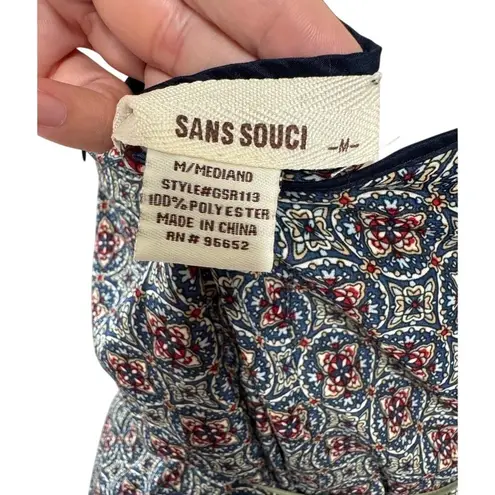 SANS SOUCI -M-
M/MEDIANO
STYLE#GSR113
100% POLYESTER
MADE IN CHINA
RN# 95652